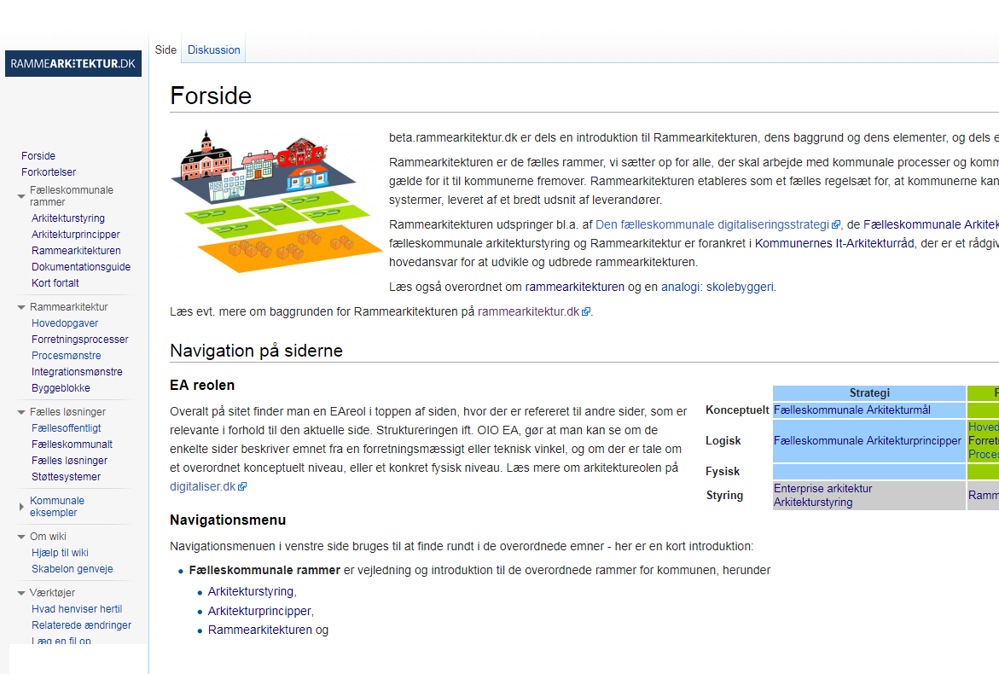 Side
Diskussion
RAMMEARKITEKTUR.DK
Forside
Forkortelser
Fælleskommunale
rammer
Arkitekturstyring
Arkitekturprincipper
Rammearkitekturen
Dokumentationsguide
Kort fortalt
Rammearkitektur
Hovedopgaver
Forretningsprocesser
Procesmønstre
Integrationsmønstre
Byggeblokke
Fælles løsninger
Fællesoffentligt
Fælleskommunalt
Fælles løsninger
Støttesystemer
Kommunale
eksempler
Om wiki
Hjælp til wiki
Skabelon genveje
Værktøjer
Hvad henviser hertil
Relaterede ændringer
Læg en fil op
Forside
beta.rammearkitektur.dk er dels en introduktion til Rammearkitekturen, dens baggrund og dens elementer, og dels e
Rammearkitekturen er de fælles rammer, vi sætter op for alle, der skal arbejde med kommunale processer og komm
gælde for it til kommunerne fremover. Rammearkitekturen etableres som et fælles regelsæt for, at kommunerne kan
systermer, leveret af et bredt udsnit af leverandører.
Rammearkitekturen udspringer bl.a. af Den fælleskommunale digitaliseringsstrategi, de Fælleskommunale Arkitek
fælleskommunale arkitekturstyring og Rammearkitektur er forankret i Kommunernes It-Arkitekturråd, der er et rådgiv
hovedansvar for at udvikle og udbrede rammearkitekturen.
Læs også overordnet om rammearkitekturen og en analogi: skolebyggeri.
Læs evt. mere om baggrunden for Rammearkitekturen på rammearkitektur.dk.
Navigation på siderne
EA reolen
Overalt på sitet finder man en EAreol i toppen af siden, hvor der er refereret til andre sider, som er
relevante i forhold til den aktuelle side. Struktureringen ift. OIO EA, gør at man kan se om de
enkelte sider beskriver emnet fra en forretningsmæssigt eller teknisk vinkel, og om der er tale om
et overordnet konceptuelt niveau, eller et konkret fysisk niveau. Læs mere om arkitektureolen på
digitaliser.dk
Strategi F
Konceptuelt Fælleskommunale Arkitekturmål
Hoved
Logisk Fælleskommunale Arkitekturprincipper Forretn
Proces
Fysisk
Enterprise arkitektur
Styring Ramm
Arkitekturstyring
Navigationsmenu
Navigationsmenuen i venstre side bruges til at finde rundt i de overordnede emner - her er en kort introduktion:
Fælleskommunale rammer er vejledning og introduktion til de overordnede rammer for kommunen, herunder
Arkitekturstyring,
Arkitekturprincipper,
Rammearkitekturen og